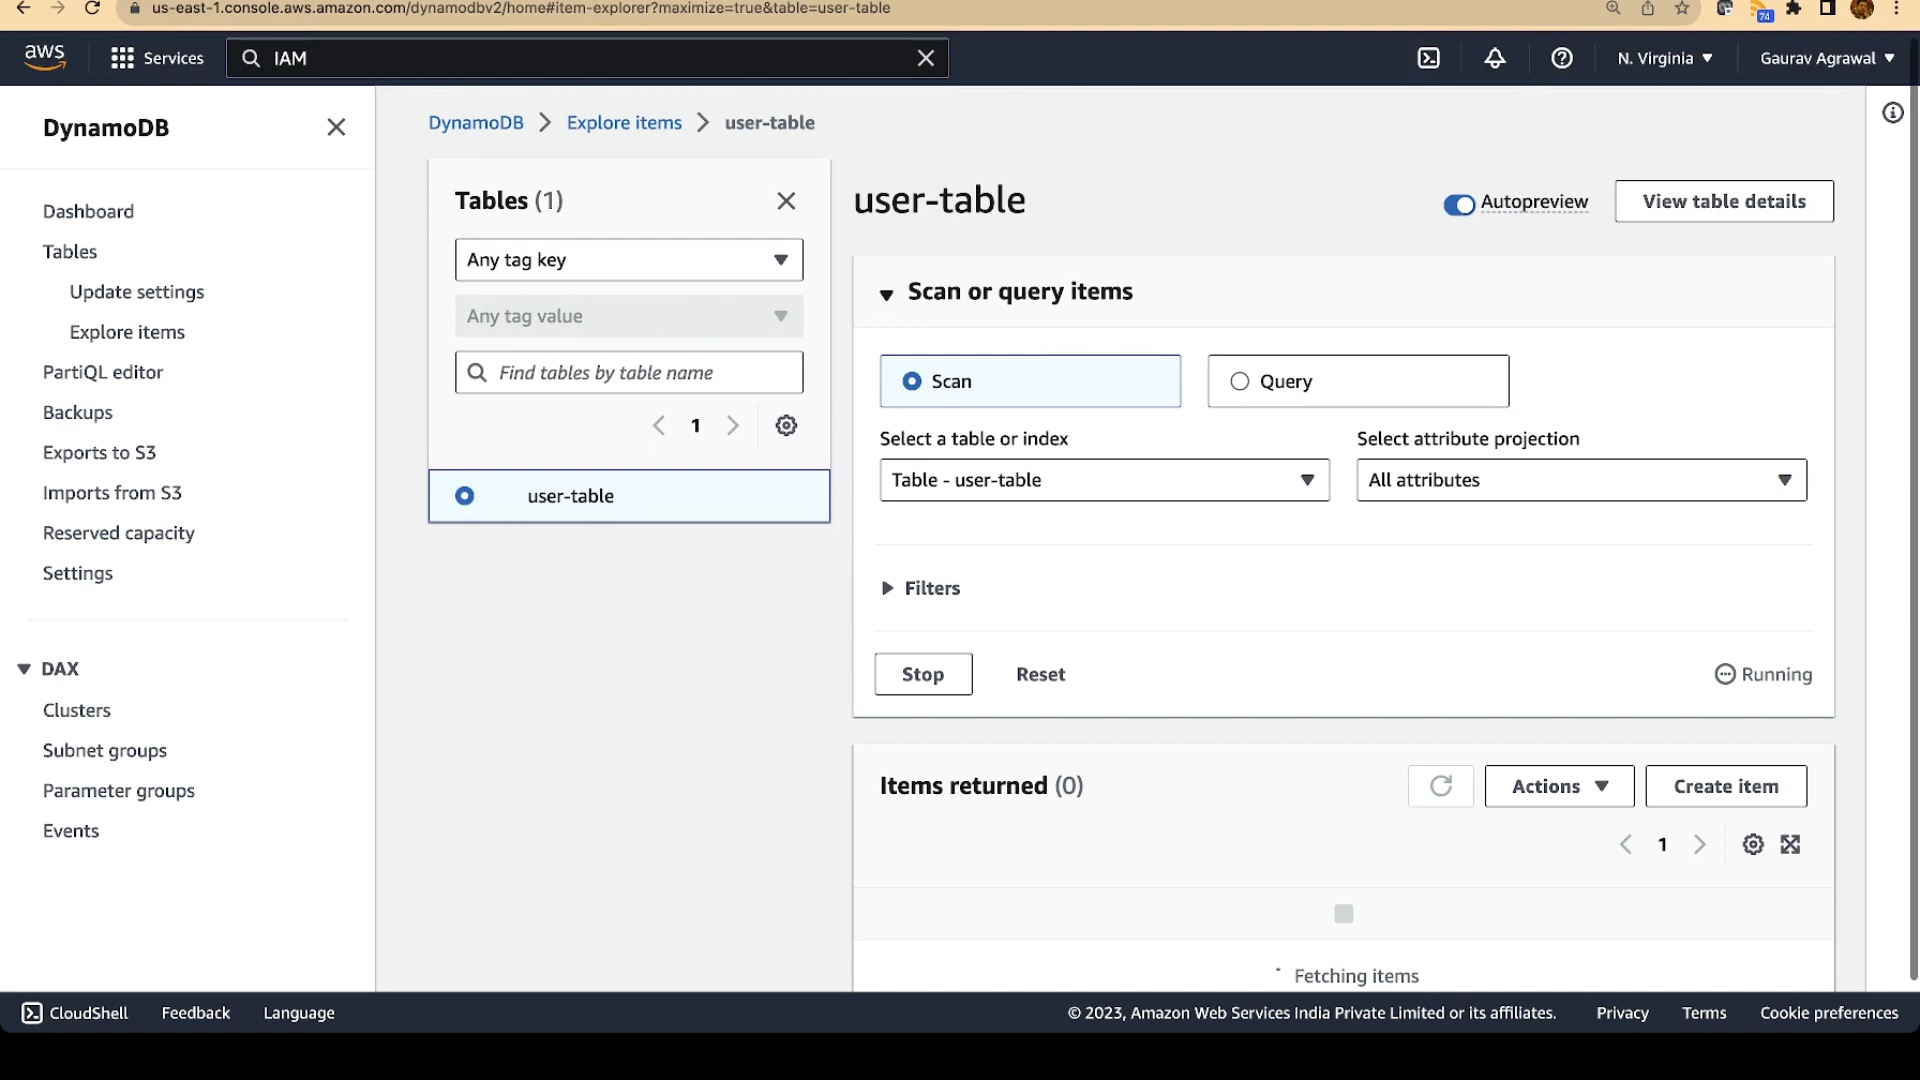 us-east-1.console.aws.amazon.com/dynamodbv2/home#item-explorer?maximize=true&table=user-table
74
aws
Services
IAM
N. Virginia
Gaurav Agrawal
DynamoDB
Dashboard
Tables
Update settings
Explore items
PartiQL editor
Backups
Exports to S3
Imports from S3
Reserved capacity
Settings
DAX
Clusters
Subnet groups
Parameter groups
Events
DynamoDB
Explore items
user-table
Tables (1)
Any tag key
Any tag value
Find tables by table name
1
user-table
user-table
Autopreview
View table details
Scan or query items
Scan
Query
Select a table or index
Select attribute projection
Table - user-table
All attributes
Filters
Stop
Reset
Running
Items returned (0)
Actions
Create item
1
Fetching items
CloudShell
Feedback
Language
© 2023, Amazon Web Services India Private Limited or its affiliates.
Privacy
Terms
Cookie preferences